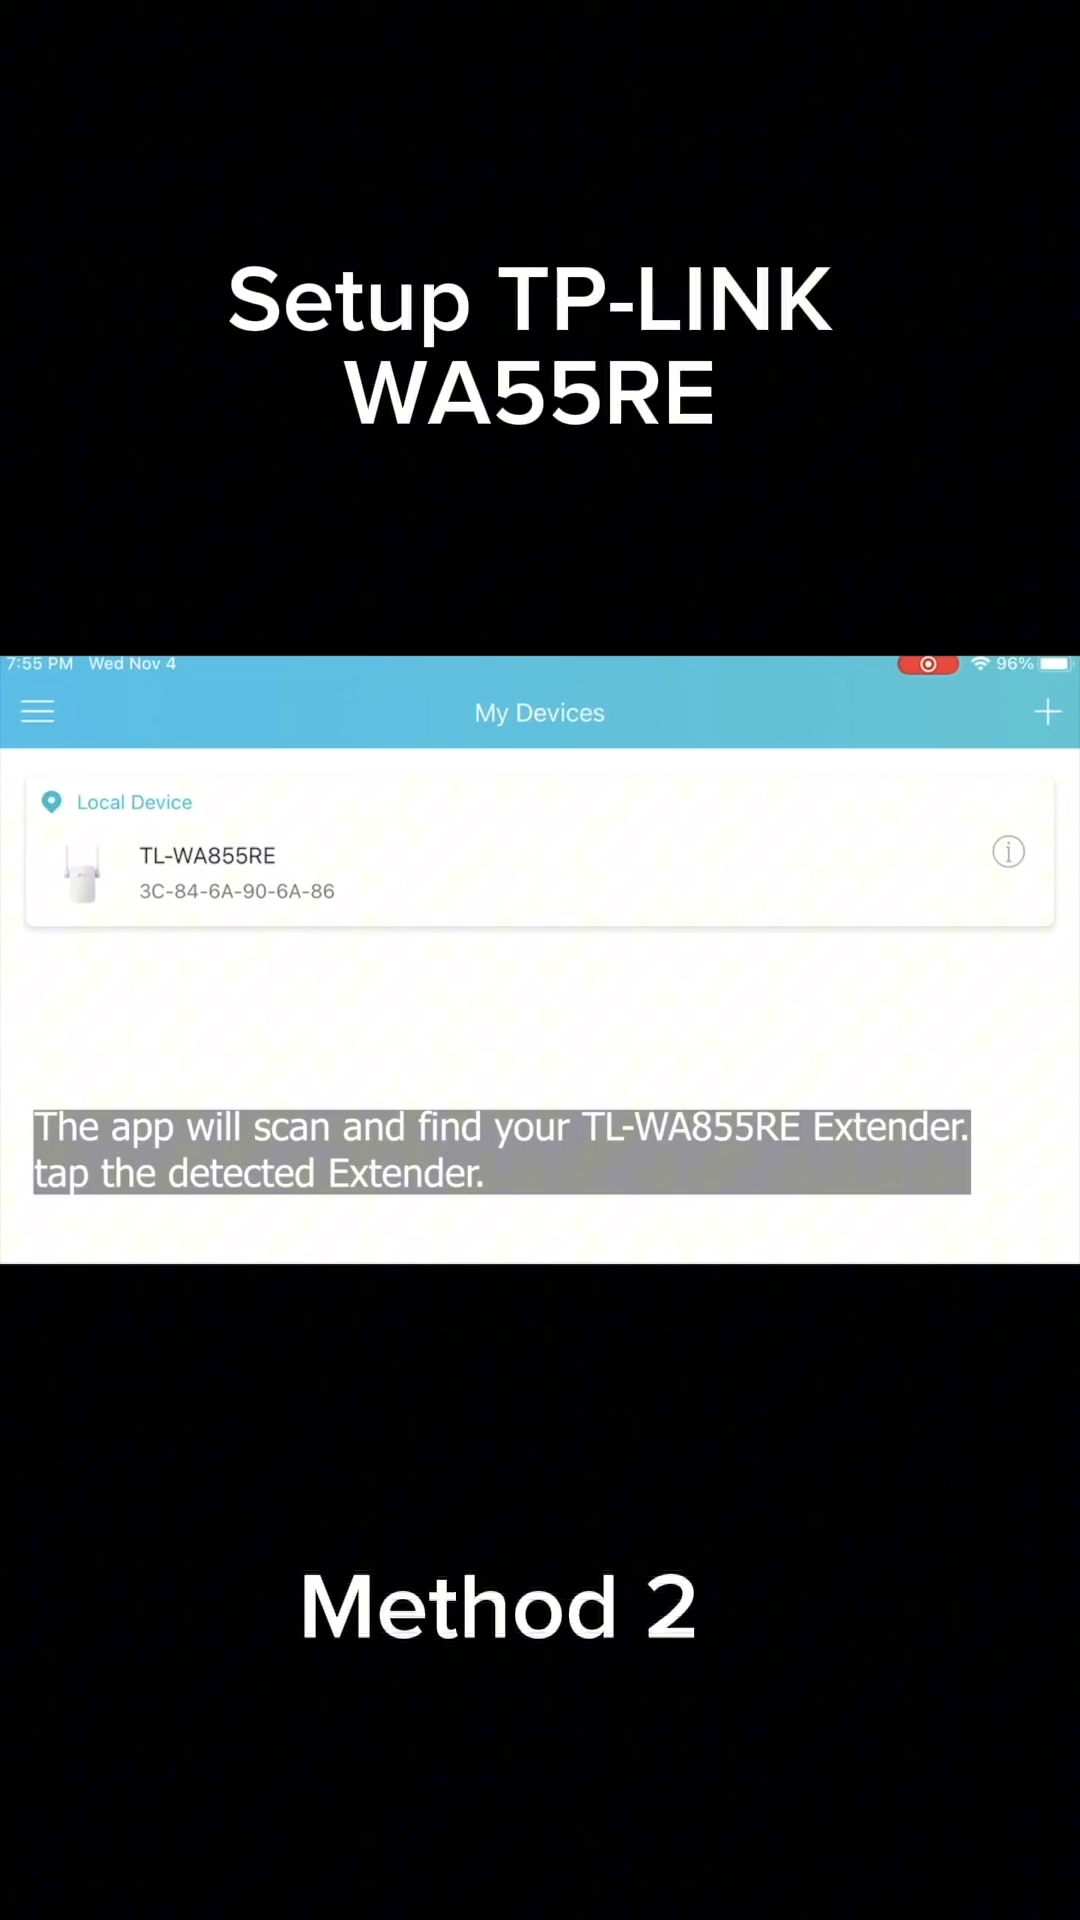 Setup TP-LINK
WA55RE
7:55 PM Wed Nov 4
96%
My Devices
Local Device
TL-WA855RE
3C-84-6A-90-6A-86
The app will scan and find your TL-WA855RE Extender.
tap the detected Extender.
Method 2